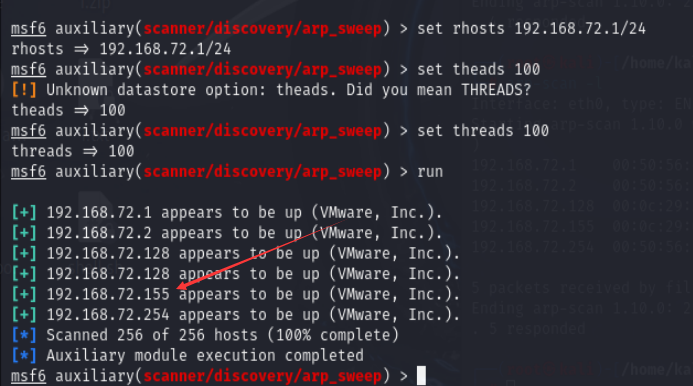 msf6 auxiliary(scanner/discovery/arp_sweep) > set rhosts 192.168.72.1/24
rhosts ⇒ 192.168.72.1/24
msf6 auxiliary(scanner/discovery/arp_sweep) > set theads 100
[!] Unknown datastore option: theads. Did you mean THREADS?
theads ⇒ 100
msf6 auxiliary(scanner/discovery/arp_sweep) > set threads 100
threads ⇒ 100
msf6 auxiliary(scanner/discovery/arp_sweep) > run
[+] 192.168.72.1 appears to be up (VMware, Inc.).
[+] 192.168.72.2 appears to be up (VMware, Inc.).
[+] 192.168.72.128 appears to be up (VMware, Inc.).
[+] 192.168.72.128 appears to be up (VMware, Inc.).
[+] 192.168.72.155 appears to be up (VMware, Inc.).
[+] 192.168.72.254 appears to be up (VMware, Inc.).
[*] Scanned 256 of 256 hosts (100% complete)
[*] Auxiliary module execution completed
msf6 auxiliary(scanner/discovery/arp_sweep) >